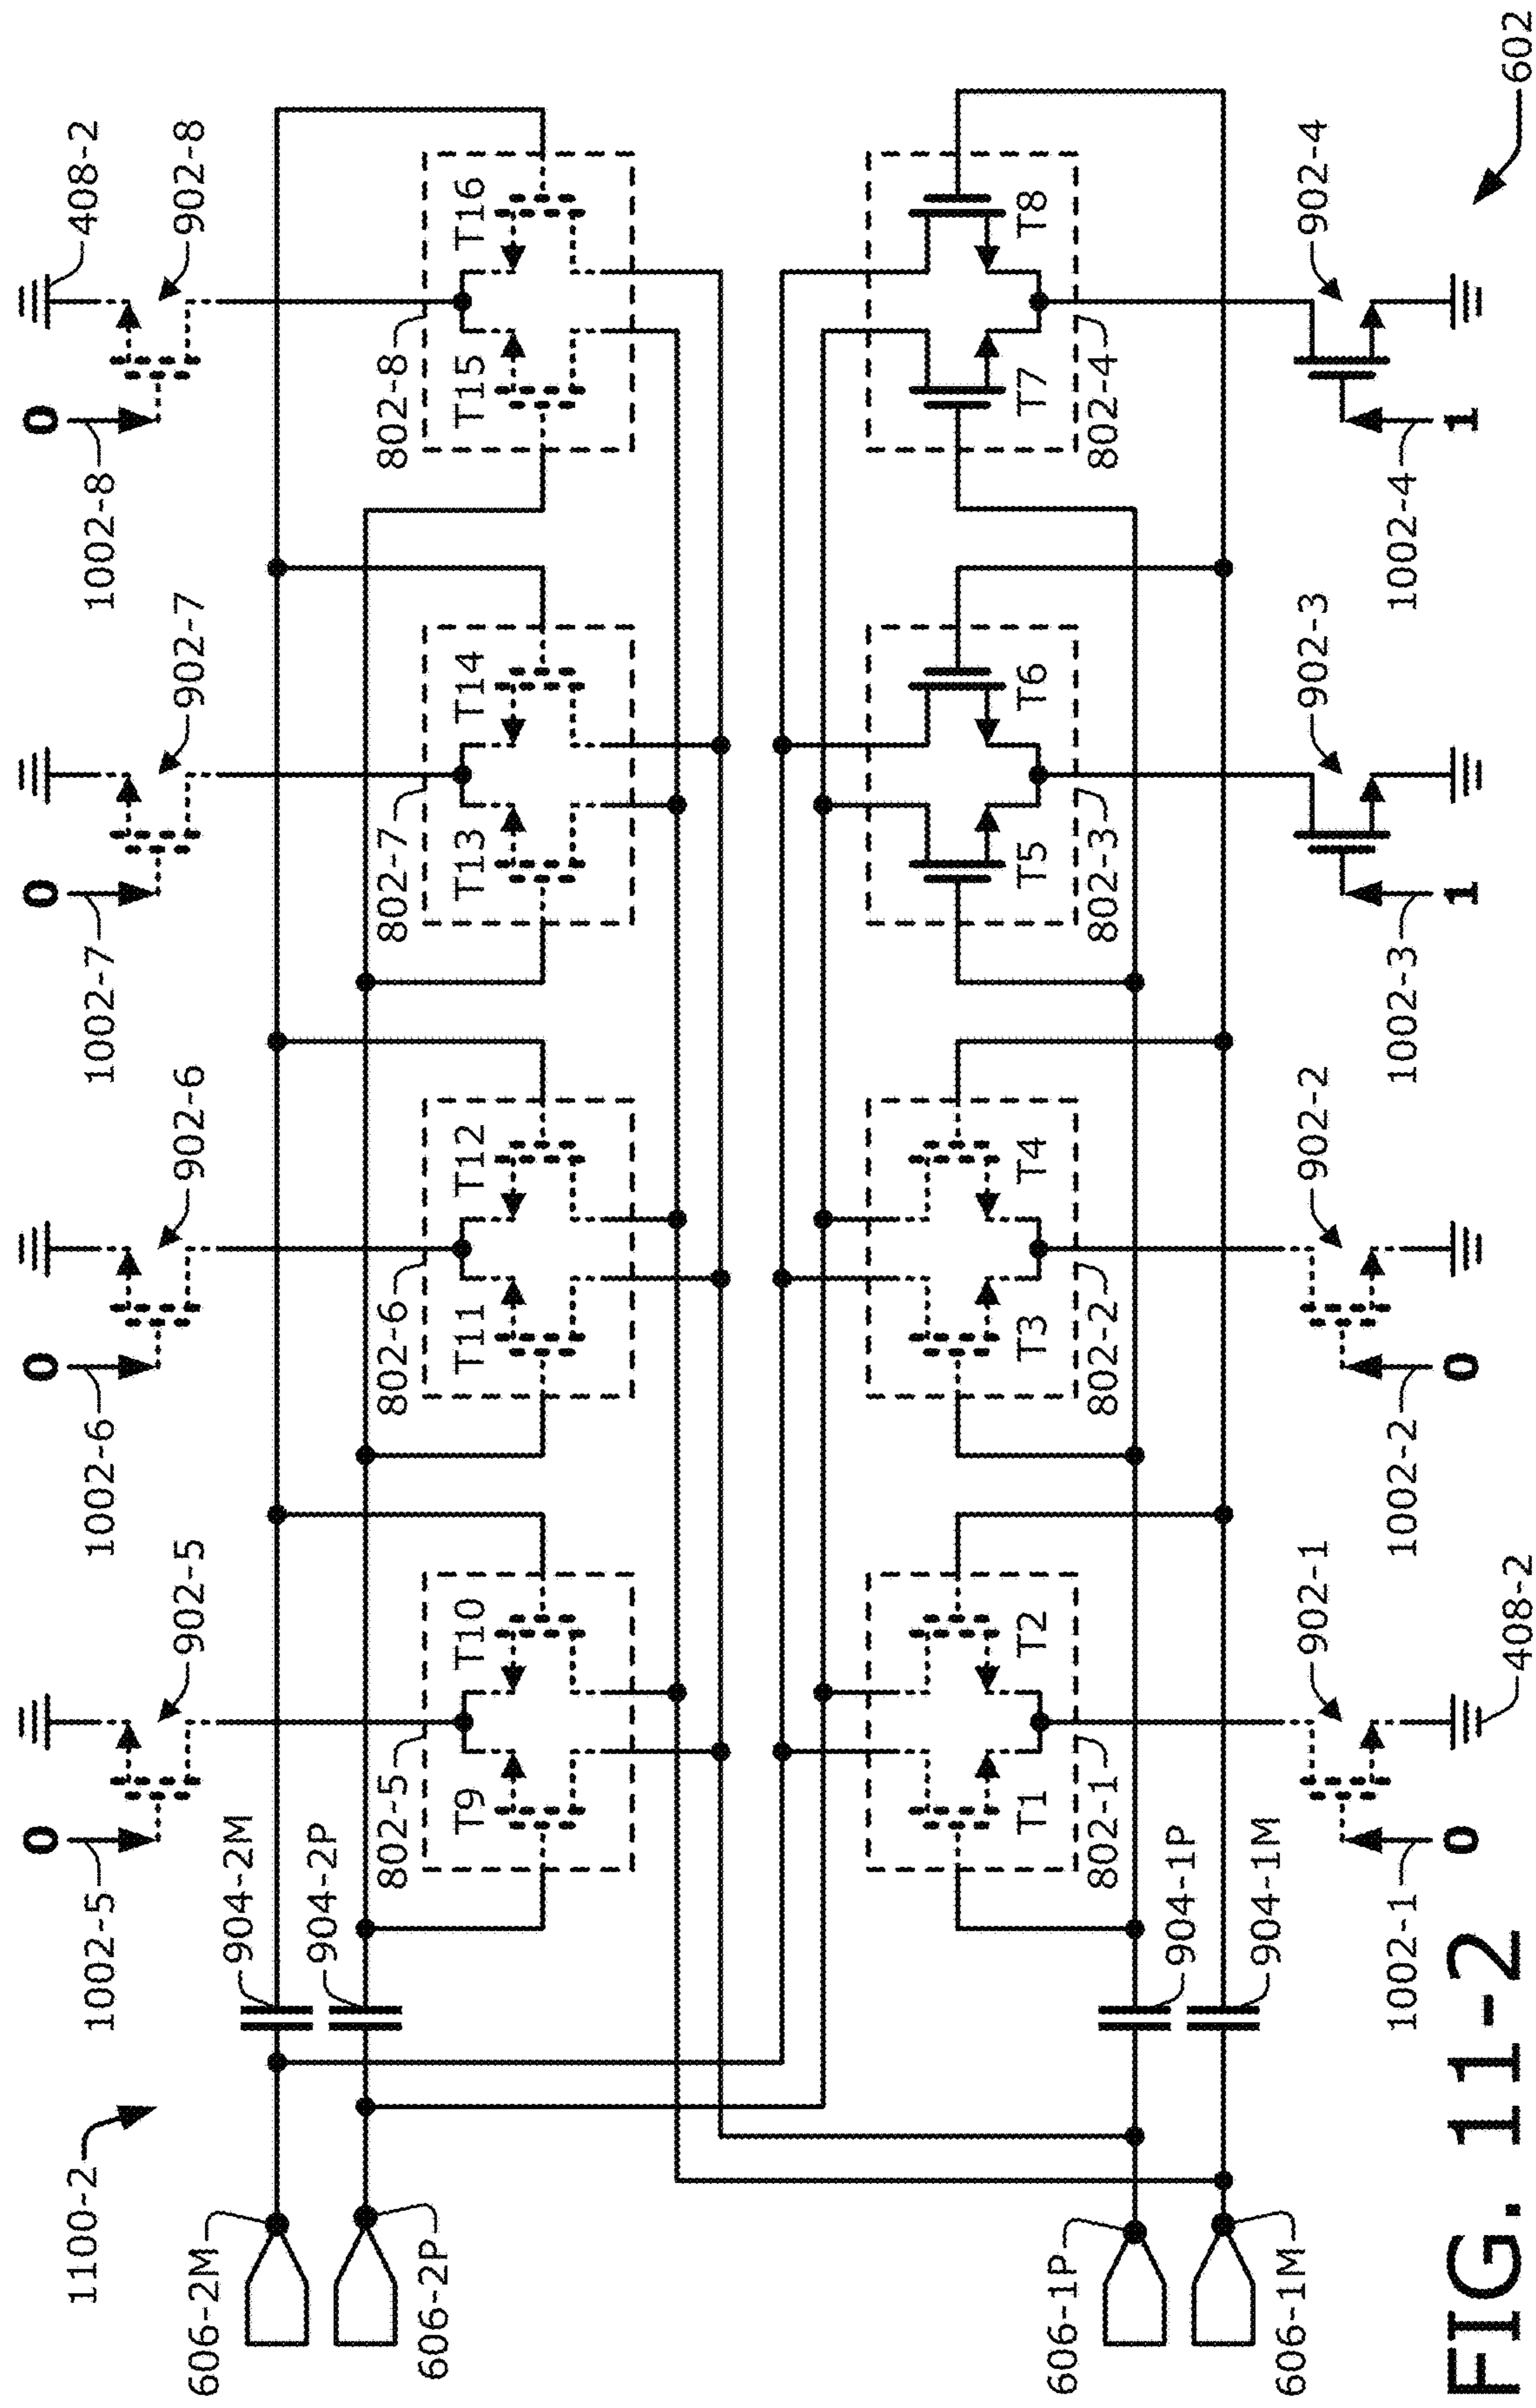 1100-2
0 0 0 0
408-2
1002-5 902-5 1002-6 902-6 1002-7 902-7 1002-8 902-8
606-2M 904-2M
606-2P 904-2P
802-5 802-6 802-7 802-8
T9 T10 T11 T12 T13 T14 T15 T16
T1 T2 T3 T4 T5 T6 T7 T8
802-1 802-2 802-3 802-4
606-1P 904-1P
606-1M 904-1M
902-1 902-2 902-3 902-4
1002-1 1002-2 1002-3 1002-4
0 0 1 1
408-2
602
FIG. 11-2